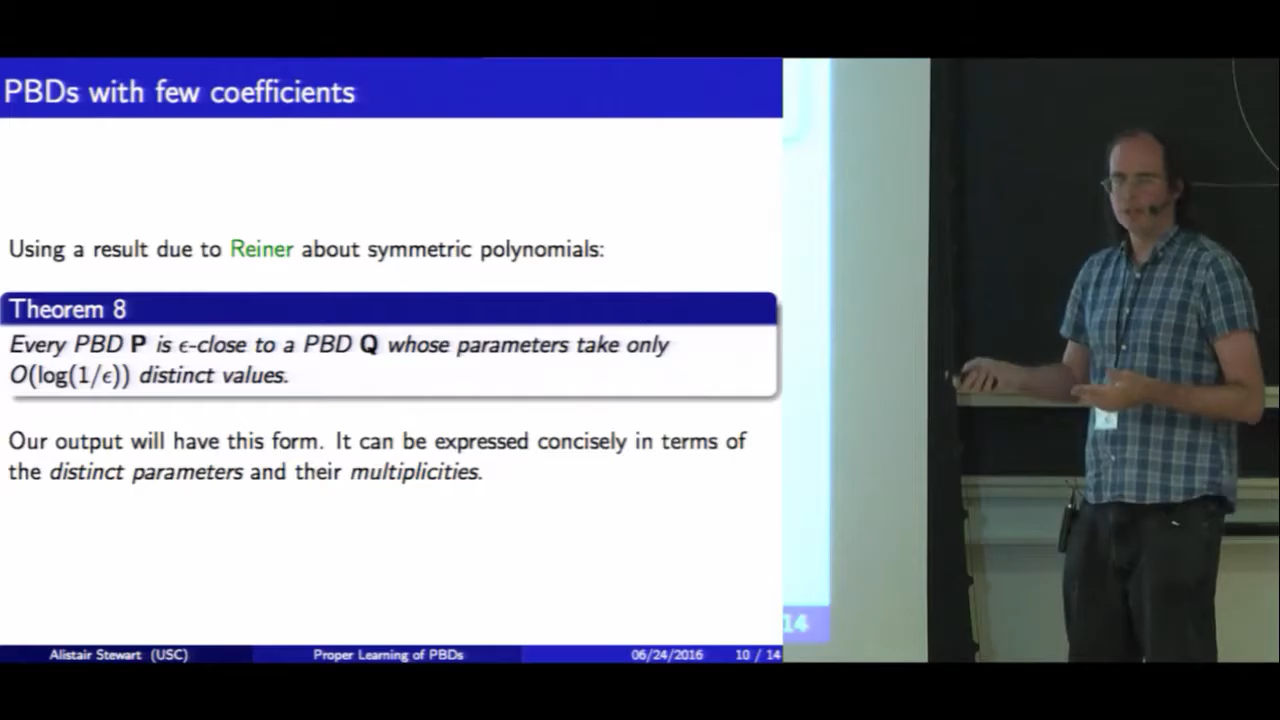 PBDs with few coefficients
Using a result due to Reiner about symmetric polynomials:
Theorem 8
Every PBD P is ϵ-close to a PBD Q whose parameters take only
O(log(1/ϵ)) distinct values.
Our output will have this form. It can be expressed concisely in terms of
the distinct parameters and their multiplicities.
Alistair Stewart (USC) Proper Learning of PBDs 06/24/2016 10 / 14
14